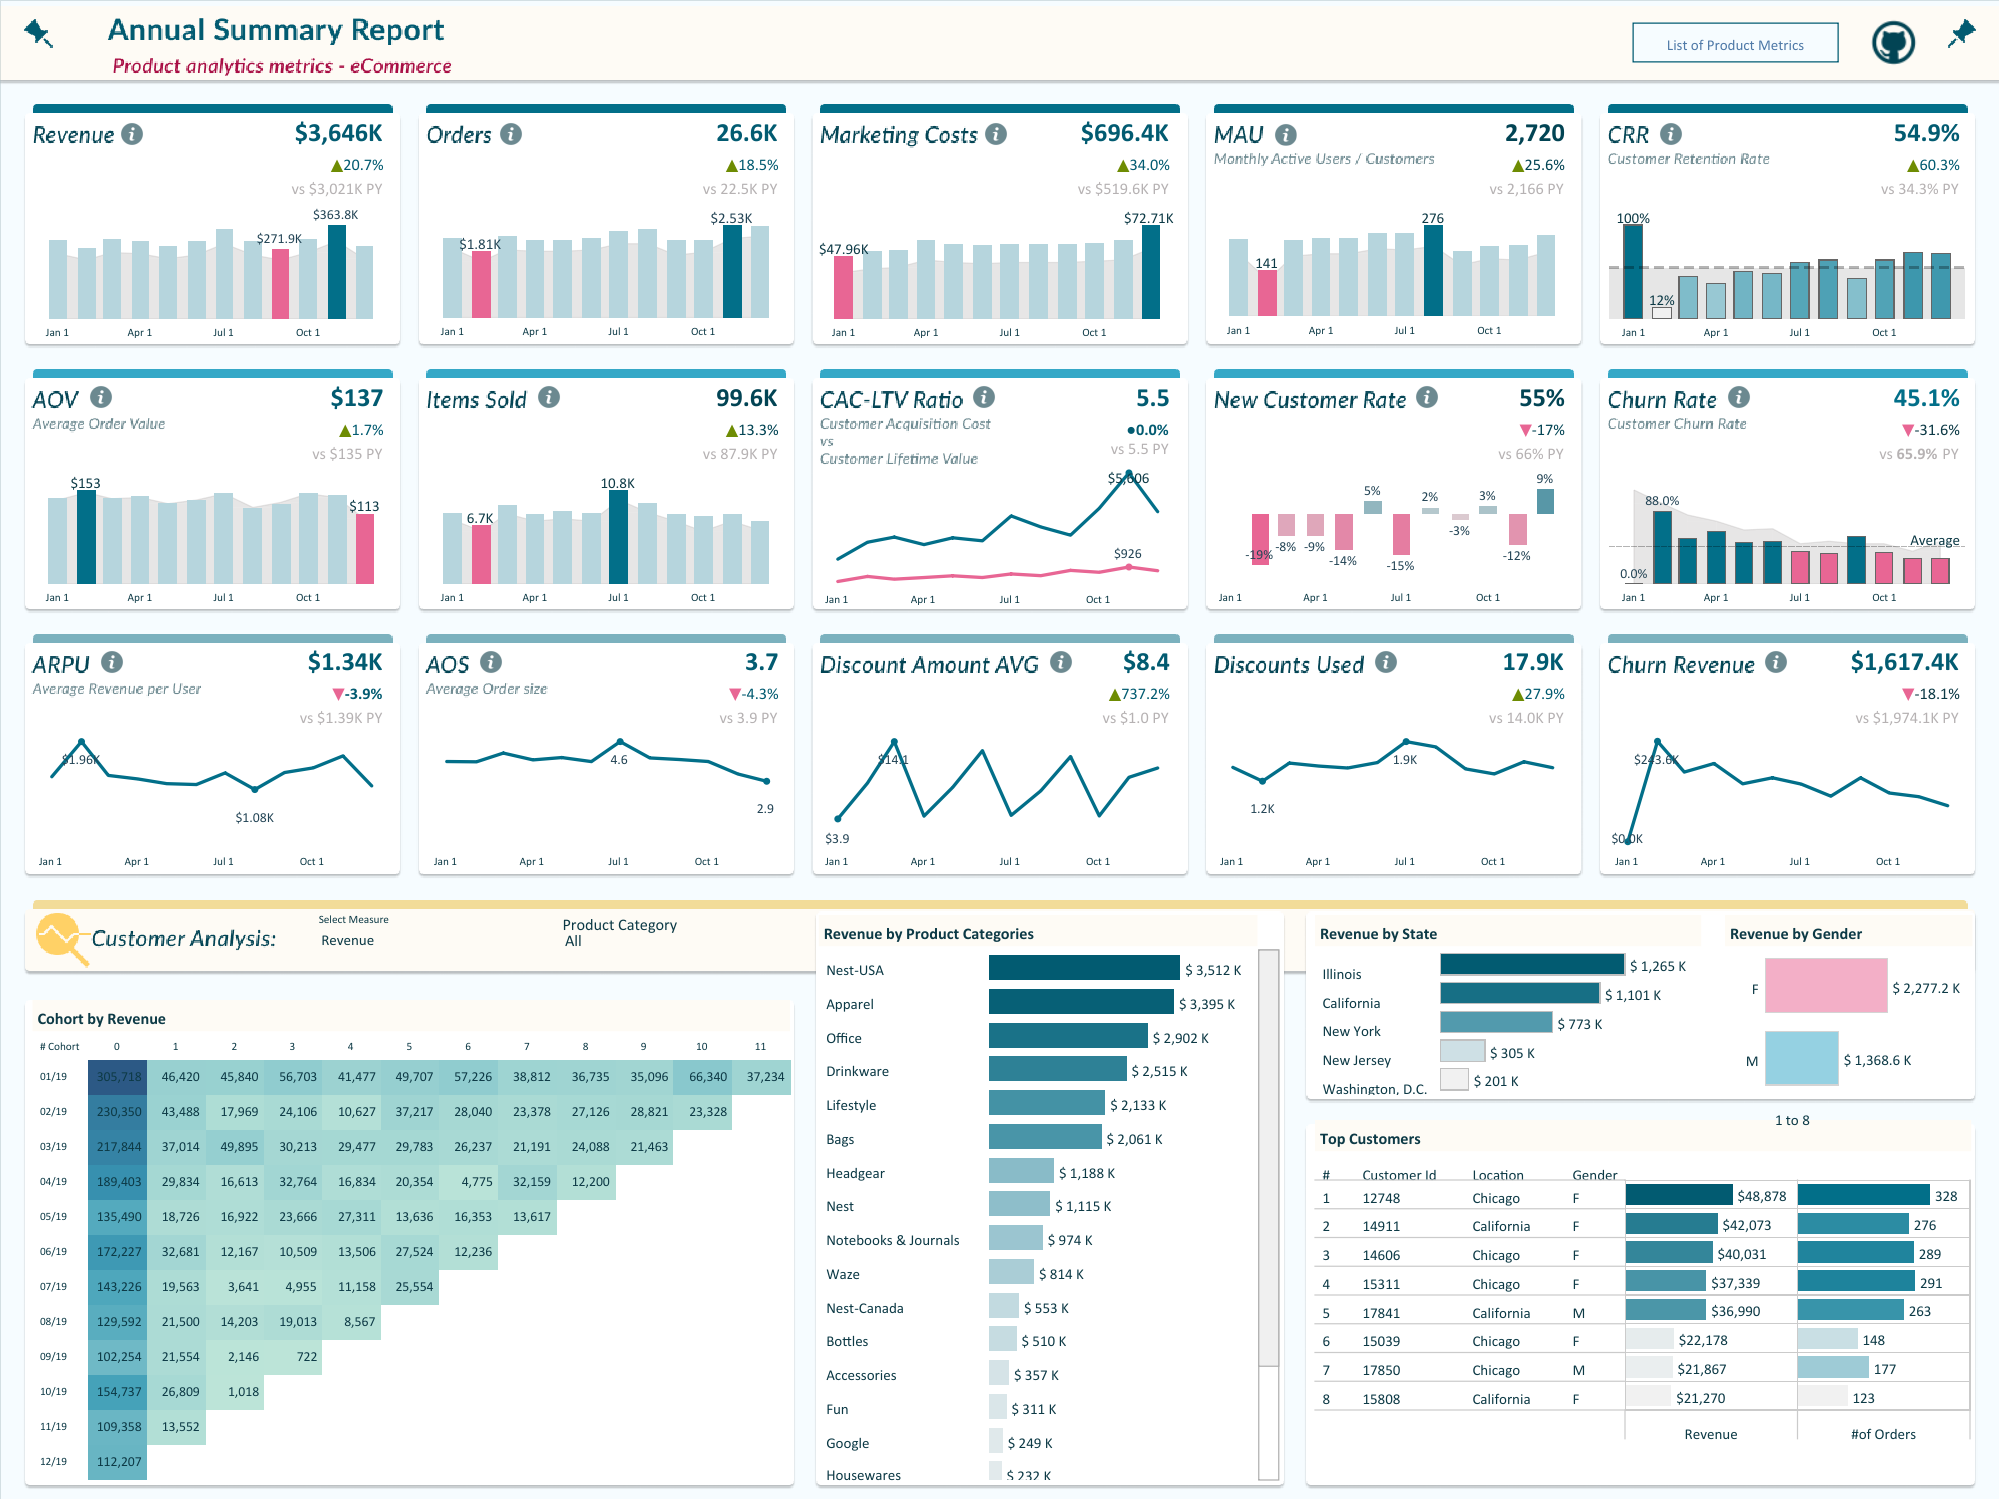 Annual Summary Report
Product analytics metrics - eCommerce
List of Product Metrics
Revenue
$3,646K
▲20.7%
vs $3,021K PY
$363.8K
$271.9K
Jan 1 Apr 1 Jul 1 Oct 1
Orders
26.6K
▲18.5%
vs 22.5K PY
$2.53K
$1.81K
Jan 1 Apr 1 Jul 1 Oct 1
Marketing Costs
$696.4K
▲34.0%
vs $519.6K PY
$72.71K
$47.96K
Jan 1 Apr 1 Jul 1 Oct 1
MAU
2,720
Monthly Active Users / Customers
▲25.6%
vs 2,166 PY
276
141
Jan 1 Apr 1 Jul 1 Oct 1
CRR
54.9%
Customer Retention Rate
▲60.3%
vs 34.3% PY
100%
12%
Jan 1 Apr 1 Jul 1 Oct 1
AOV
$137
Average Order Value
▲1.7%
vs $135 PY
$153
$113
Jan 1 Apr 1 Jul 1 Oct 1
Items Sold
99.6K
▲13.3%
vs 87.9K PY
10.8K
6.7K
Jan 1 Apr 1 Jul 1 Oct 1
CAC-LTV Ratio
5.5
Customer Acquisition Cost
vs
Customer Lifetime Value
●0.0%
vs 5.5 PY
$5,606
$926
Jan 1 Apr 1 Jul 1 Oct 1
New Customer Rate
55%
▼-17%
vs 66% PY
-19% -8% -9% -14% 5% -15% 2% -3% 3% -12% 9%
Jan 1 Apr 1 Jul 1 Oct 1
Churn Rate
45.1%
Customer Churn Rate
▼-31.6%
vs 65.9% PY
88.0%
Average
0.0%
Jan 1 Apr 1 Jul 1 Oct 1
ARPU
$1.34K
Average Revenue per User
▼-3.9%
vs $1.39K PY
$1.96K
$1.08K
Jan 1 Apr 1 Jul 1 Oct 1
AOS
3.7
Average Order size
▼-4.3%
vs 3.9 PY
4.6
2.9
Jan 1 Apr 1 Jul 1 Oct 1
Discount Amount AVG
$8.4
▲737.2%
vs $1.0 PY
$14.1
$3.9
Jan 1 Apr 1 Jul 1 Oct 1
Discounts Used
17.9K
▲27.9%
vs 14.0K PY
1.9K
1.2K
Jan 1 Apr 1 Jul 1 Oct 1
Churn Revenue
$1,617.4K
▼-18.1%
vs $1,974.1K PY
$243.6K
$0.0K
Jan 1 Apr 1 Jul 1 Oct 1
Customer Analysis:
Select Measure
Revenue
Product Category
All
Cohort by Revenue
# Cohort 0 1 2 3 4 5 6 7 8 9 10 11
01/19 305,718 46,420 45,840 56,703 41,477 49,707 57,226 38,812 36,735 35,096 66,340 37,234
02/19 230,350 43,488 17,969 24,106 10,627 37,217 28,040 23,378 27,126 28,821 23,328
03/19 217,844 37,014 49,895 30,213 29,477 29,783 26,237 21,191 24,088 21,463
04/19 189,403 29,834 16,613 32,764 16,834 20,354 4,775 32,159 12,200
05/19 135,490 18,726 16,922 23,666 27,311 13,636 16,353 13,617
06/19 172,227 32,681 12,167 10,509 13,506 27,524 12,236
07/19 143,226 19,563 3,641 4,955 11,158 25,554
08/19 129,592 21,500 14,203 19,013 8,567
09/19 102,254 21,554 2,146 722
10/19 154,737 26,809 1,018
11/19 109,358 13,552
12/19 112,207
Revenue by Product Categories
Nest-USA $ 3,512 K
Apparel $ 3,395 K
Office $ 2,902 K
Drinkware $ 2,515 K
Lifestyle $ 2,133 K
Bags $ 2,061 K
Headgear $ 1,188 K
Nest $ 1,115 K
Notebooks & Journals $ 974 K
Waze $ 814 K
Nest-Canada $ 553 K
Bottles $ 510 K
Accessories $ 357 K
Fun $ 311 K
Google $ 249 K
Housewares $ 232 K
Revenue by State
Illinois $ 1,265 K
California $ 1,101 K
New York $ 773 K
New Jersey $ 305 K
Washington, D.C. $ 201 K
Revenue by Gender
F $ 2,277.2 K
M $ 1,368.6 K
1 to 8
Top Customers
# Customer Id Location Gender
1 12748 Chicago F $48,878 328
2 14911 California F $42,073 276
3 14606 Chicago F $40,031 289
4 15311 Chicago F $37,339 291
5 17841 California M $36,990 263
6 15039 Chicago F $22,178 148
7 17850 Chicago M $21,867 177
8 15808 California F $21,270 123
Revenue #of Orders